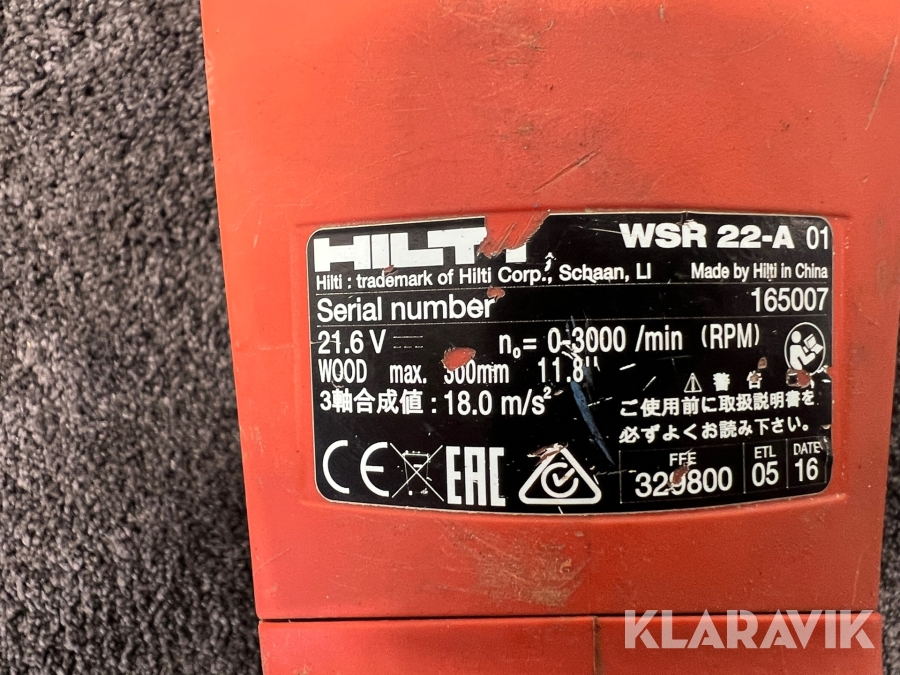 HILTI WSR 22-A 01
Hilti : trademark of Hilti Corp., Schaan, LI Made by Hilti in China
Serial number 165007
21.6 V n₀= 0-3000 /min (RPM)
WOOD max. 300mm 11.8"
3軸合成値 : 18.0 m/s²
⚠ 警告
ご使用前に取扱説明書を
必ずよくお読み下さい。
CE EAC
FFE 329800 ETL 05 DATE 16
KLARAVIK